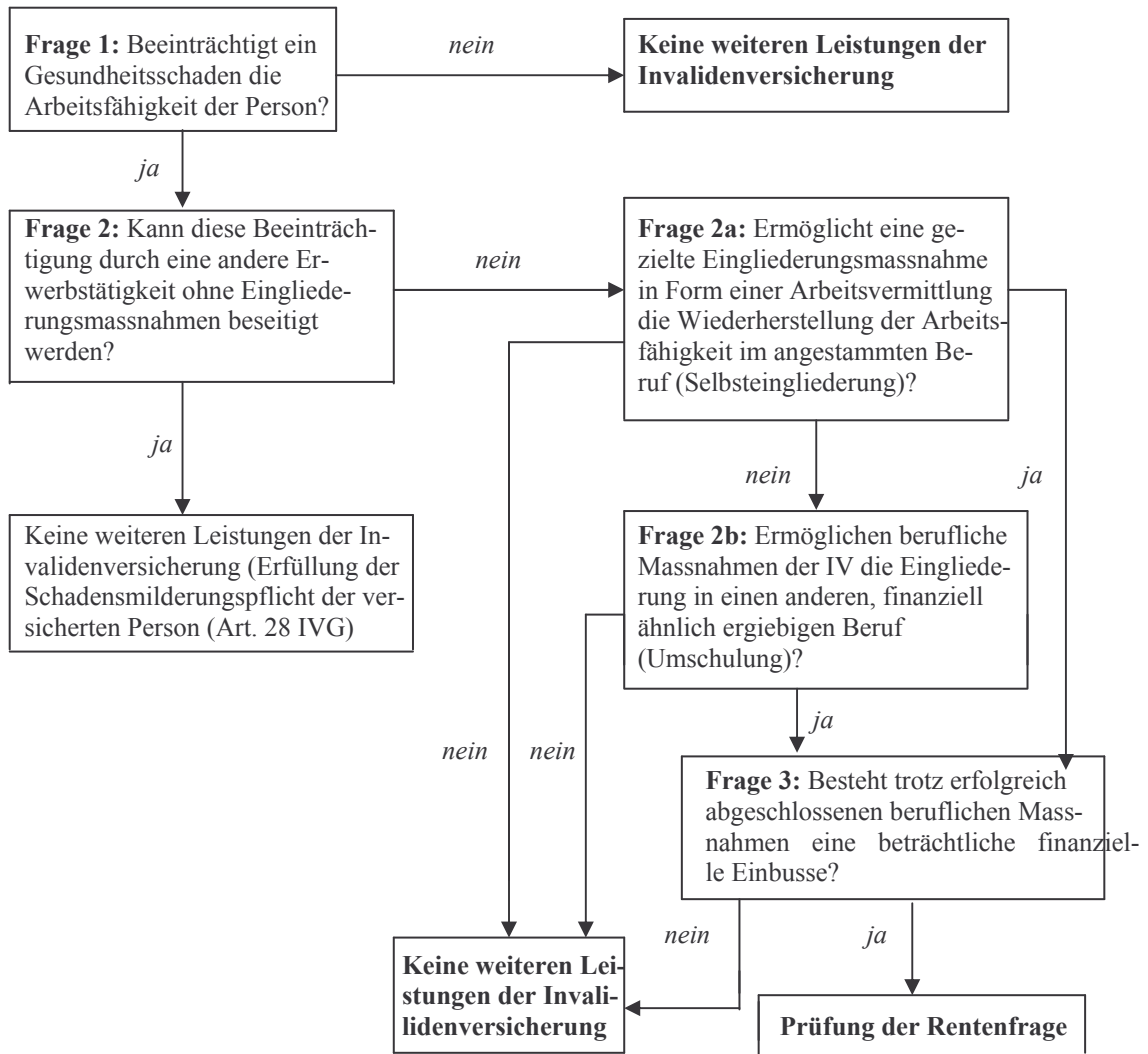 Frage 1: Beeinträchtigt ein
Gesundheitsschaden die
Arbeitsfähigkeit der Person?
nein
Keine weiteren Leistungen der
Invalidenversicherung
ja
Frage 2: Kann diese Beeinträch-
tigung durch eine andere Er-
werbstätigkeit ohne Eingliede-
rungsmassnahmen beseitigt
werden?
nein
Frage 2a: Ermöglicht eine ge-
zielte Eingliederungsmassnahme
in Form einer Arbeitsvermittlung
die Wiederherstellung der Arbeits-
fähigkeit im angestammten Be-
ruf (Selbsteingliederung)?
ja
nein
ja
Keine weiteren Leistungen der In-
validenversicherung (Erfüllung der
Schadensmilderungspflicht der ver-
sicherten Person (Art. 28 IVG)
Frage 2b: Ermöglichen berufliche
Massnahmen der IV die Eingliede-
rung in einen anderen, finanziell
ähnlich ergiebigen Beruf
(Umschulung)?
ja
nein
nein
Frage 3: Besteht trotz erfolgreich
abgeschlossenen beruflichen Mass-
nahmen eine beträchtliche finanziel-
le Einbusse?
nein
ja
Keine weiteren Lei-
stungen der Invali-
lidenversicherung
Prüfung der Rentenfrage